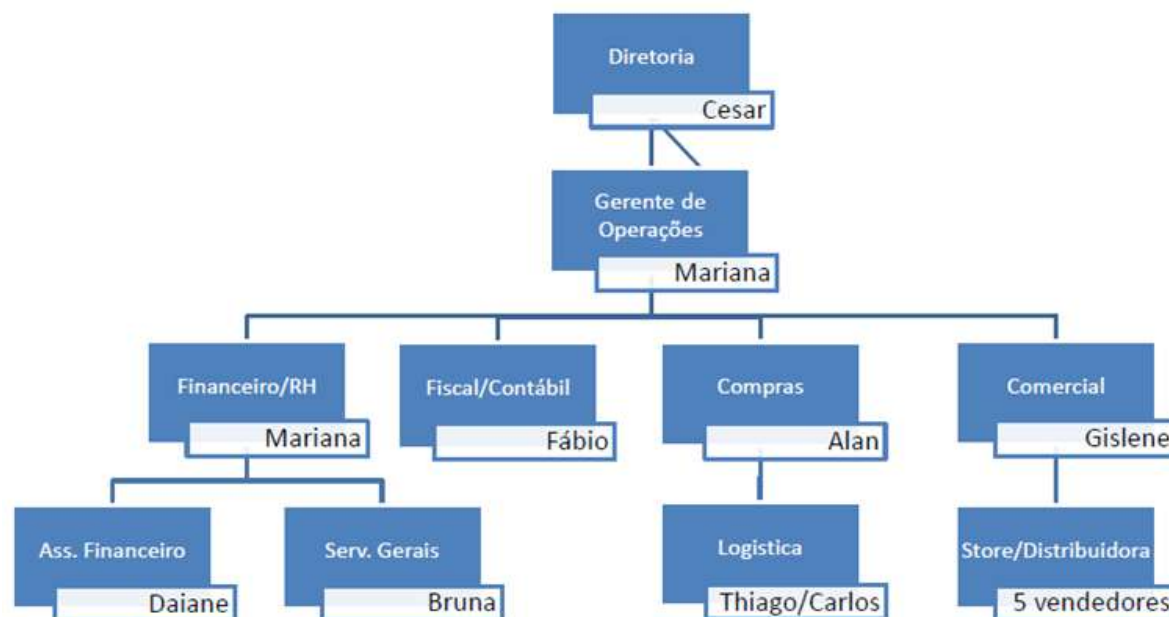 Diretoria
Cesar
Gerente de
Operações
Mariana
Financeiro/RH
Mariana
Fiscal/Contábil
Fábio
Compras
Alan
Comercial
Gislene
Ass. Financeiro
Daiane
Serv. Gerais
Bruna
Logistica
Thiago/Carlos
Store/Distribuidora
5 vendedores